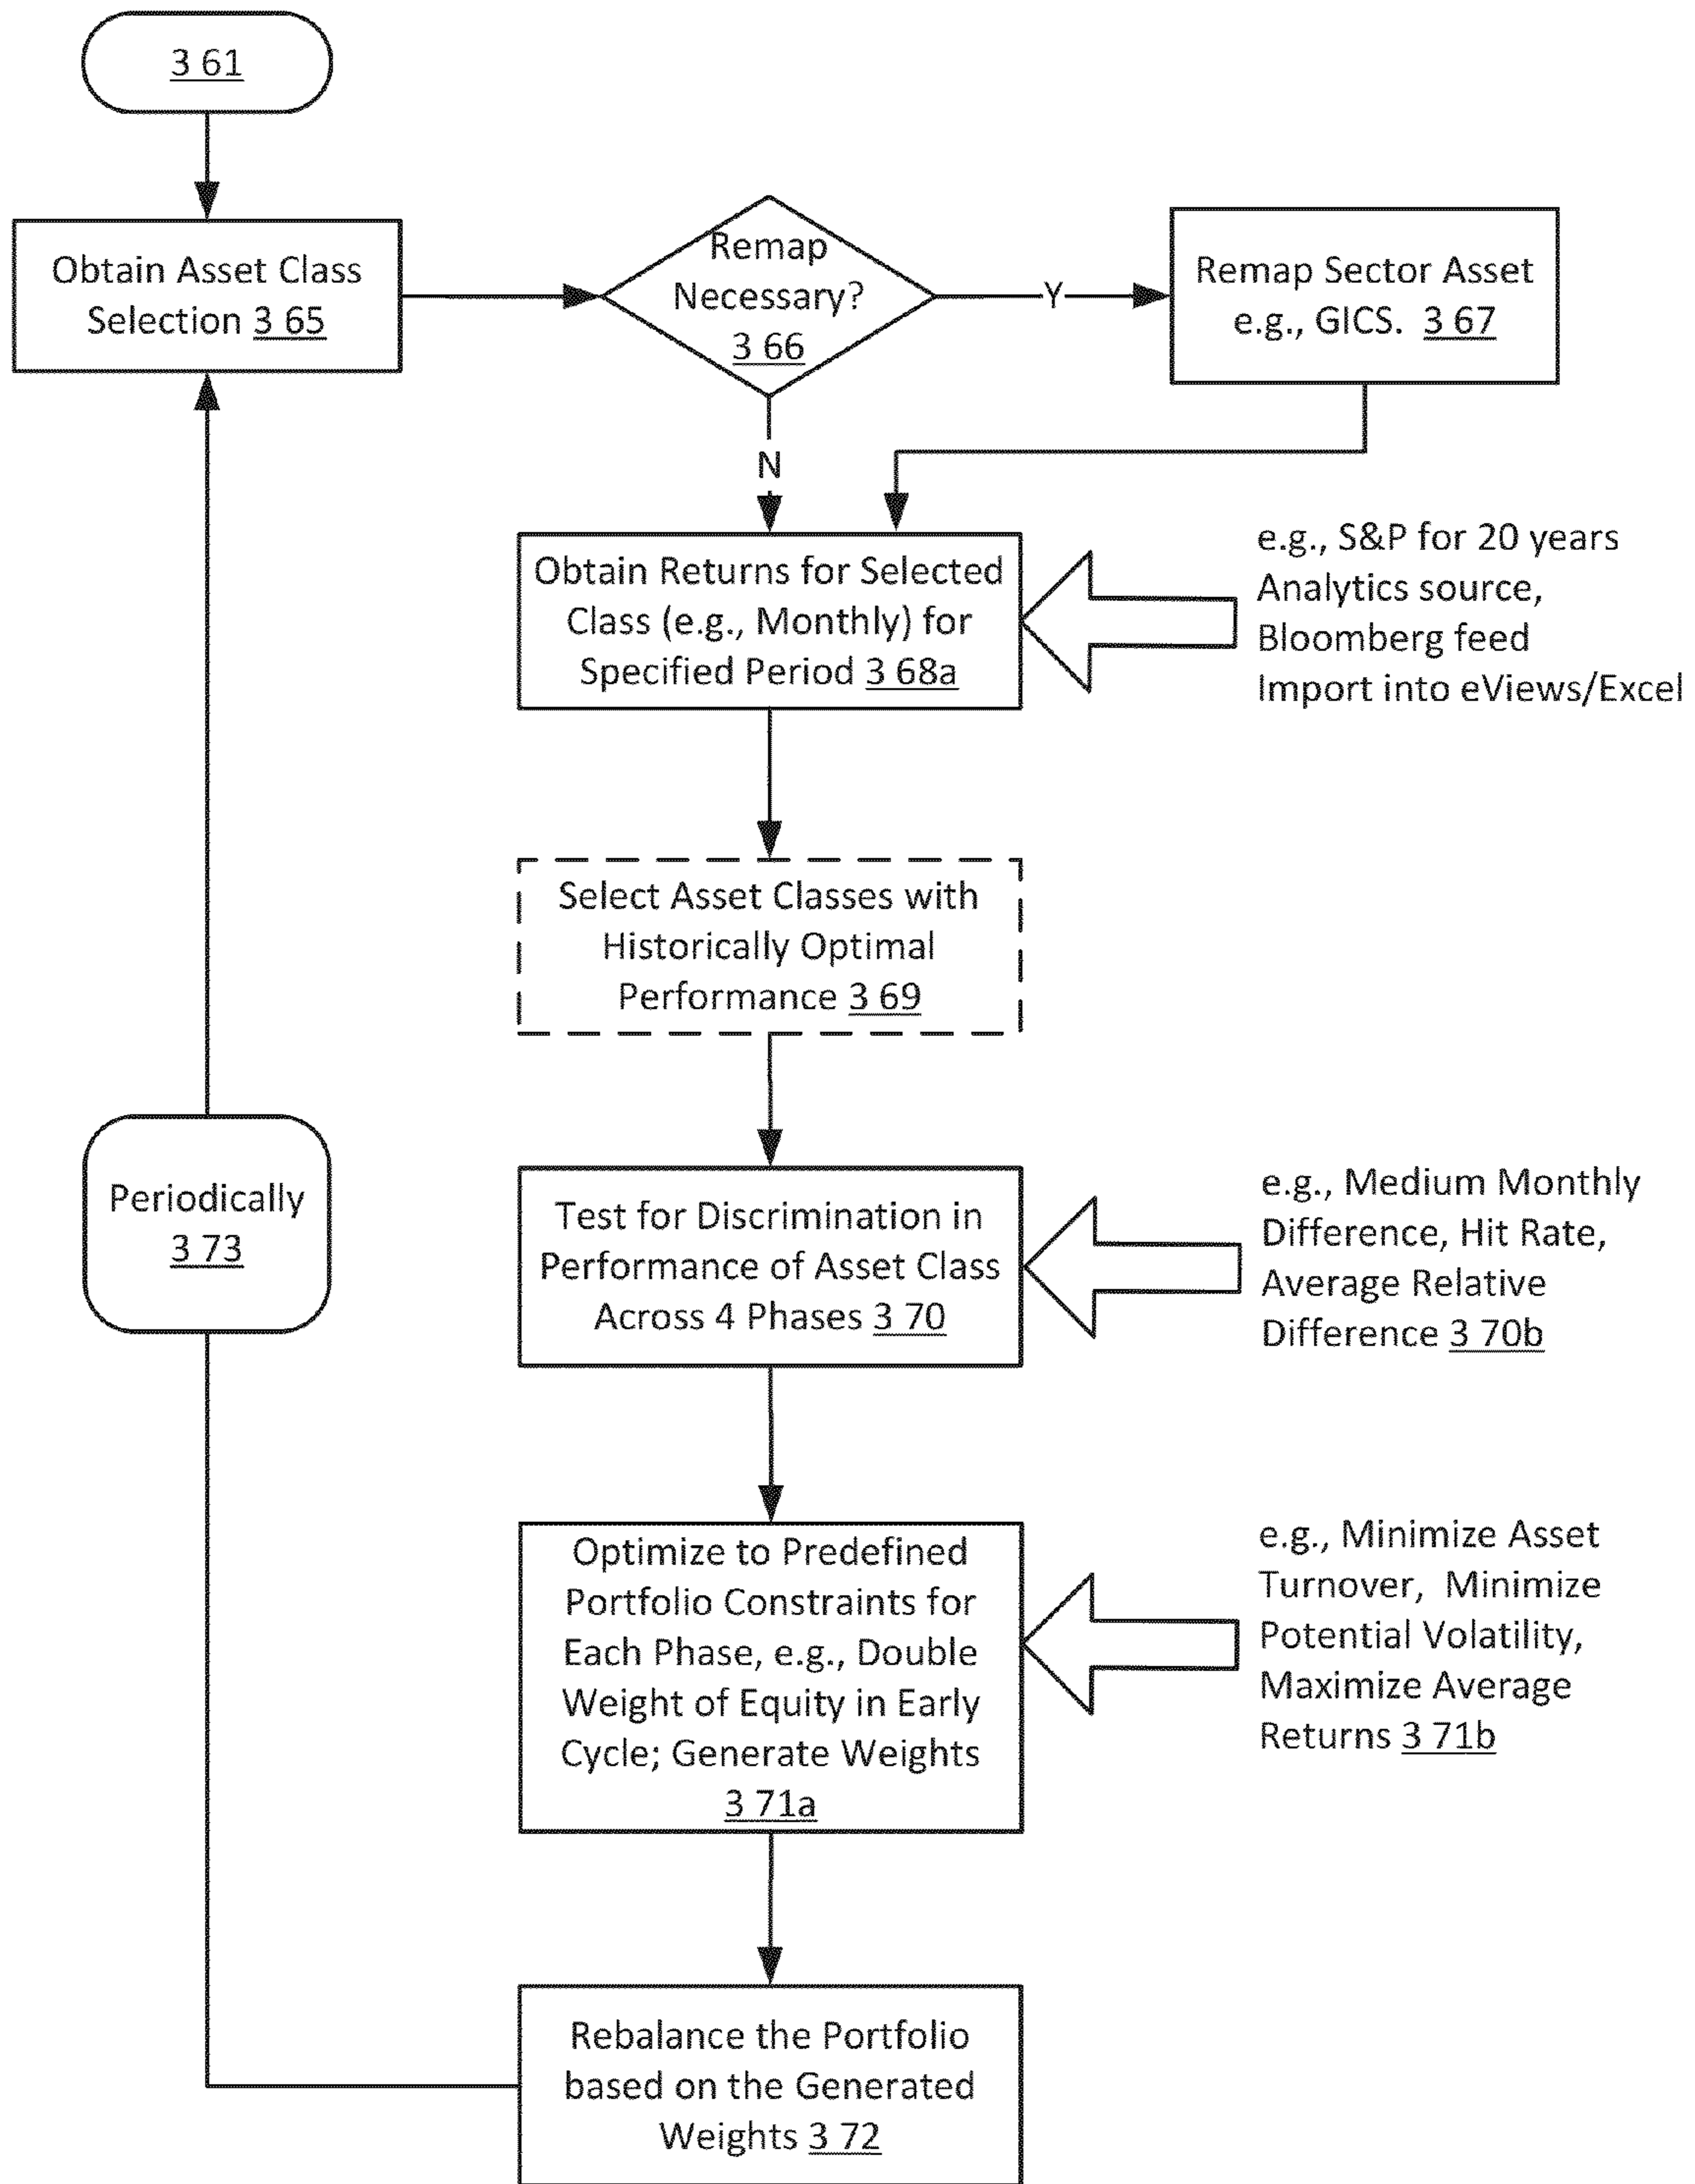 3 61
Obtain Asset Class
Selection 3 65
Remap
Necessary?
3 66
Y
Remap Sector Asset
e.g., GICS.  3 67
N
Obtain Returns for Selected
Class (e.g., Monthly) for
Specified Period 3 68a
e.g., S&P for 20 years
Analytics source,
Bloomberg feed
Import into eViews/Excel
Select Asset Classes with
Historically Optimal
Performance 3 69
Periodically
3 73
Test for Discrimination in
Performance of Asset Class
Across 4 Phases 3 70
e.g., Medium Monthly
Difference, Hit Rate,
Average Relative
Difference 3 70b
Optimize to Predefined
Portfolio Constraints for
Each Phase, e.g., Double
Weight of Equity in Early
Cycle; Generate Weights
3 71a
e.g., Minimize Asset
Turnover,  Minimize
Potential Volatility,
Maximize Average
Returns 3 71b
Rebalance the Portfolio
based on the Generated
Weights 3 72